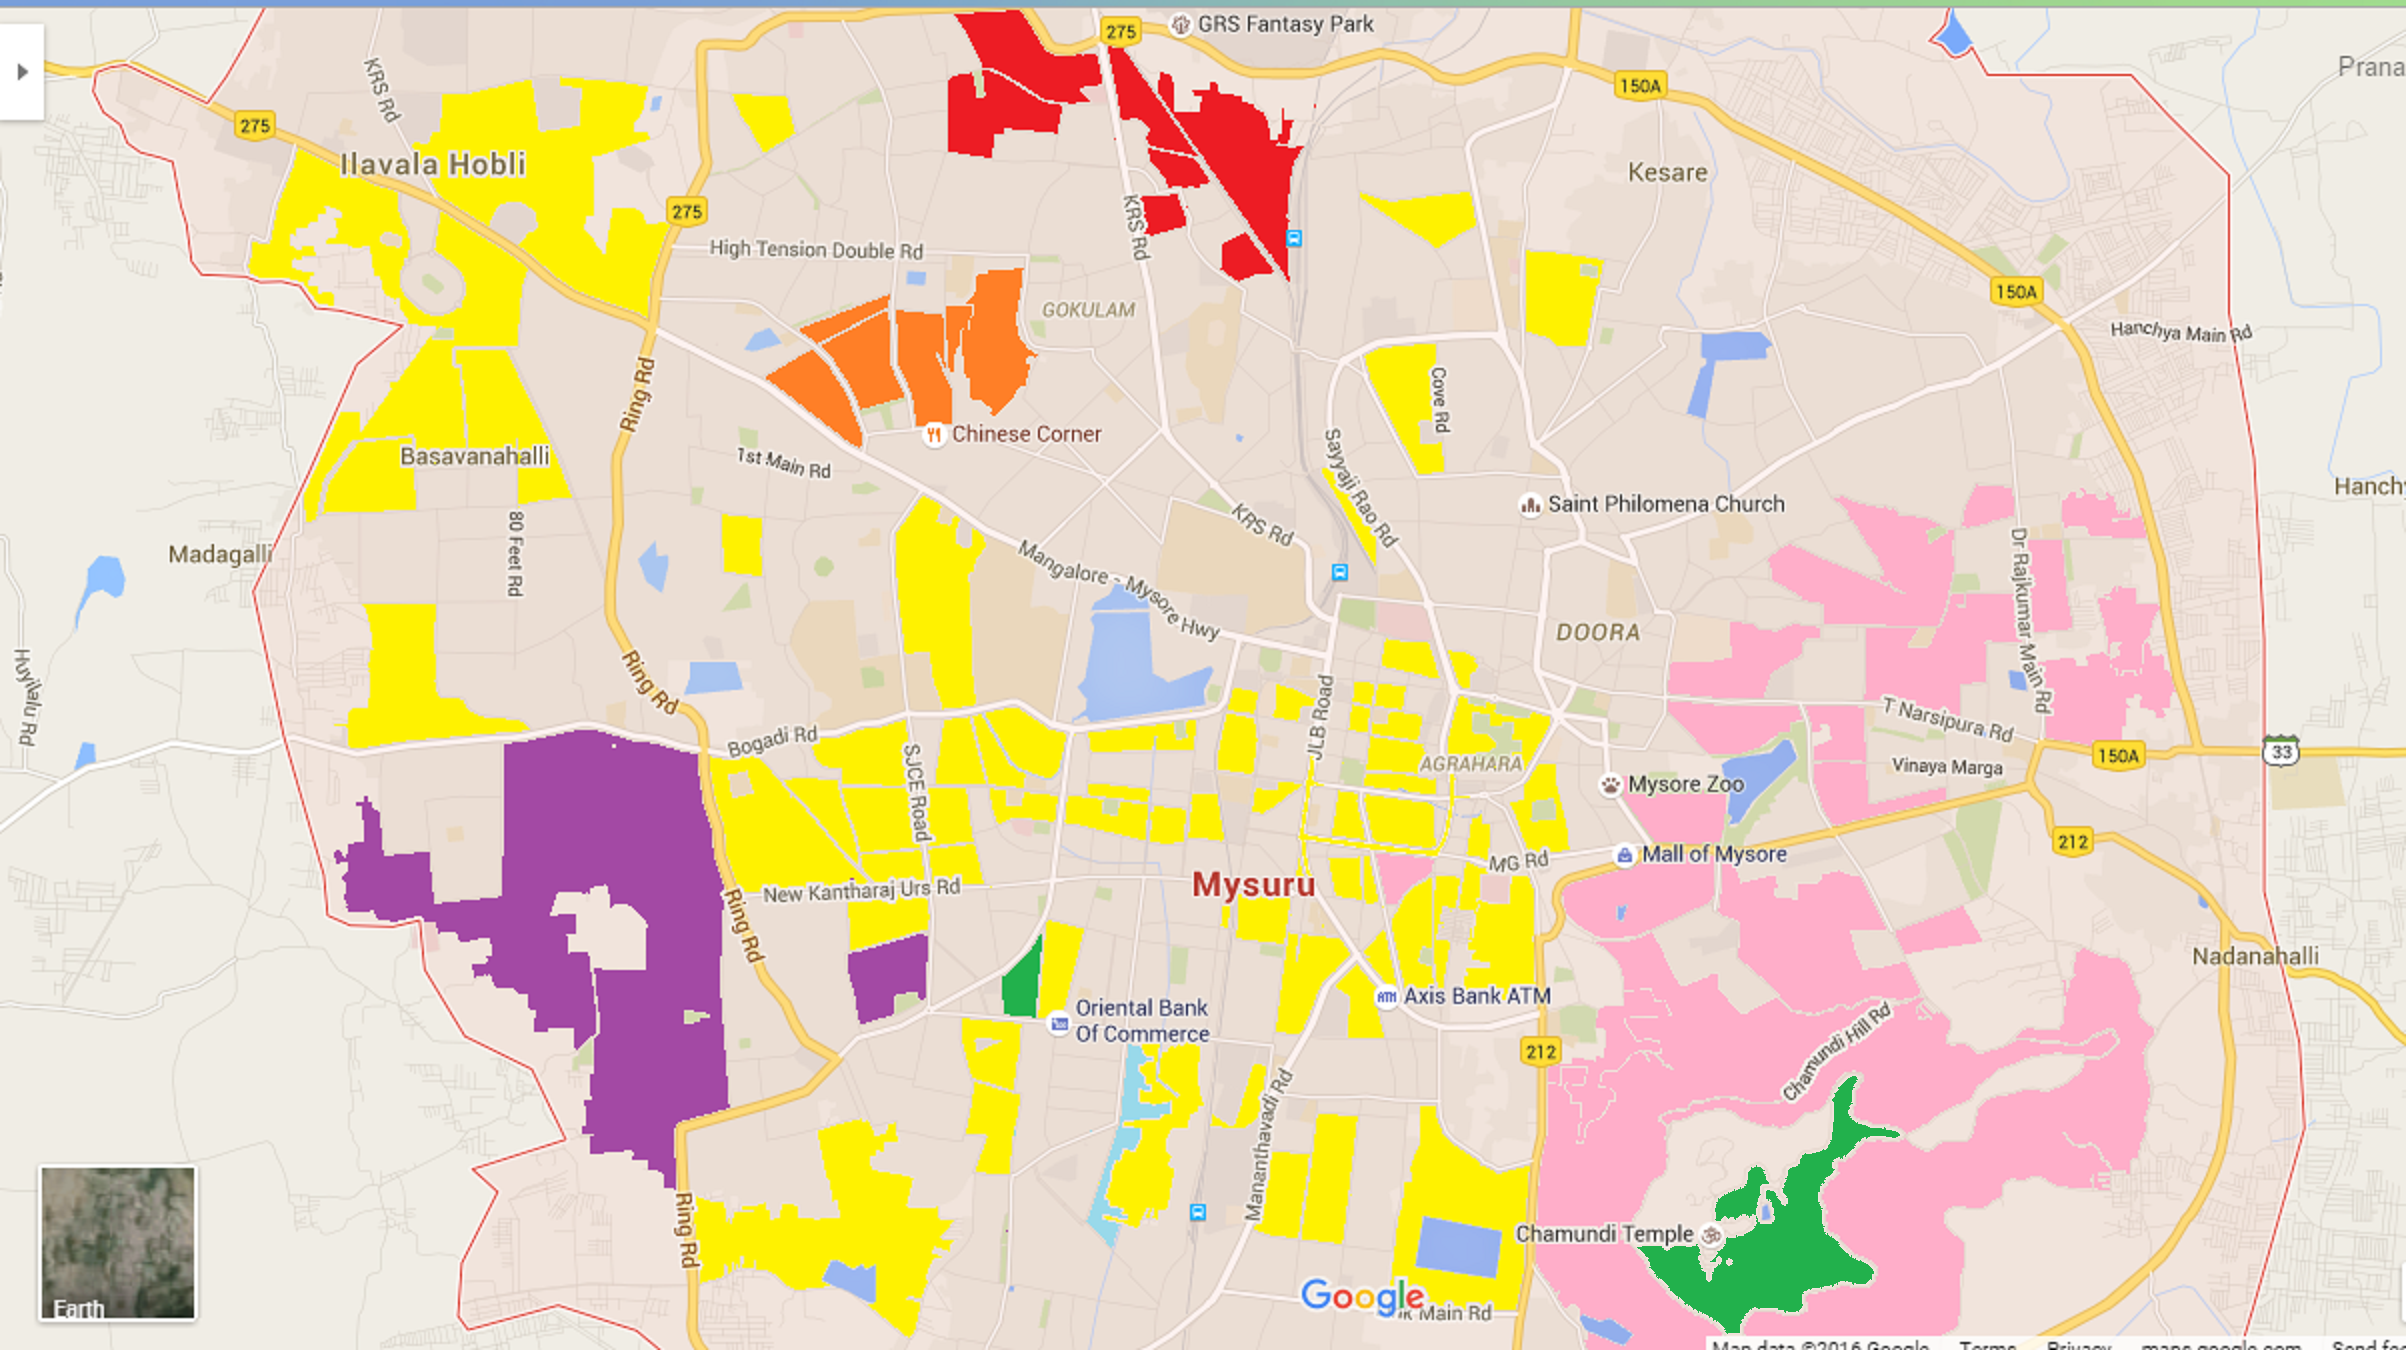 275
GRS Fantasy Park
KRS Rd
150A
275
Ilavala Hobli
Kesare
275
KRS Rd
High Tension Double Rd
150A
GOKULAM
Hanchya Main Rd
Ring Rd
Cove Rd
Chinese Corner
Basavanahalli
1st Main Rd
Sayyaji Rao Rd
Saint Philomena Church
KRS Rd
80 Feet Rd
Madagalli
Mangalore - Mysore Hwy
Dr Rajkumar Main Rd
DOORA
Huyilalu Rd
Ring Rd
JLB Road
T Narsipura Rd
Bogadi Rd
SJCE Road
AGRAHARA
150A
33
Vinaya Marga
Mysore Zoo
212
MG Rd
Mall of Mysore
Mysuru
New Kantharaj Urs Rd
Ring Rd
Nadanahalli
Axis Bank ATM
Oriental Bank
Of Commerce
212
Chamundi Hill Rd
Mananthavadi Rd
Ring Rd
Chamundi Temple
Google
Main Rd
Earth
Map data ©2016 Google Terms Privacy maps.google.com